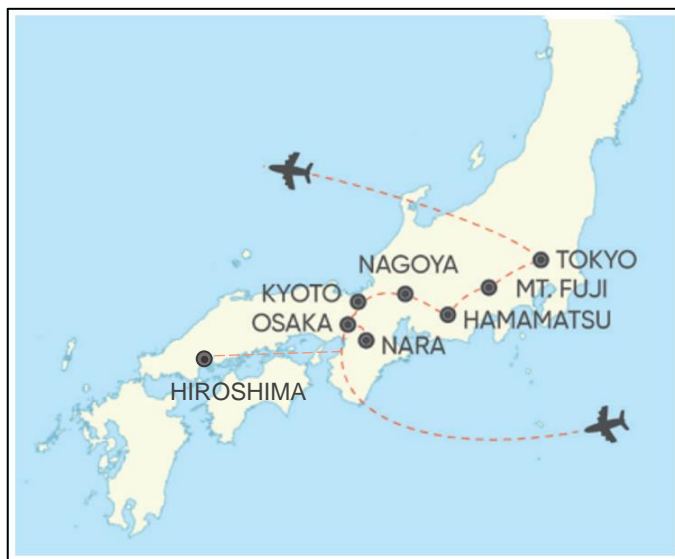 TOKYO
NAGOYA
MT. FUJI
KYOTO
HAMAMATSU
OSAKA
NARA
HIROSHIMA